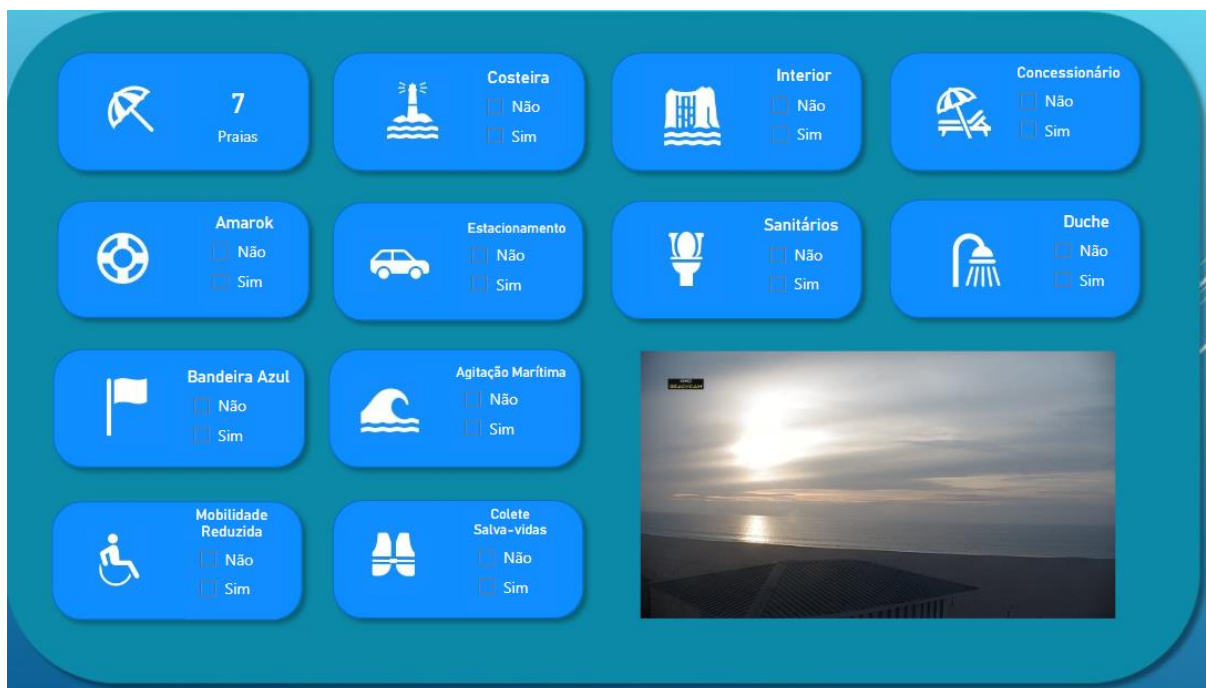 7
Praias
Costeira
Não
Sim
Interior
Não
Sim
Concessionário
Não
Sim
Amarok
Não
Sim
Estacionamento
Não
Sim
Sanitários
Não
Sim
Duche
Não
Sim
Bandeira Azul
Não
Sim
Agitação Marítima
Não
Sim
BEACHCAM
Mobilidade
Reduzida
Não
Sim
Colete
Salva-vidas
Não
Sim